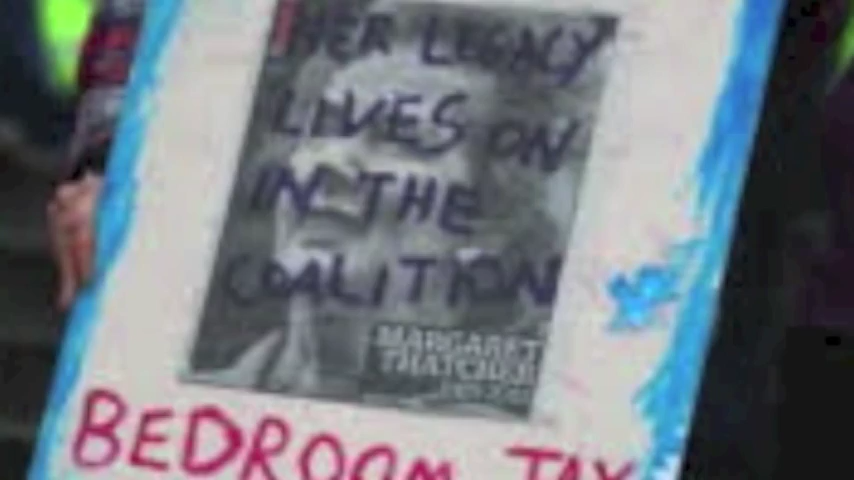 HER LEGACY
LIVES ON
IN THE
COALITION
MARGARET
THATCHER
BEDROOM TAX